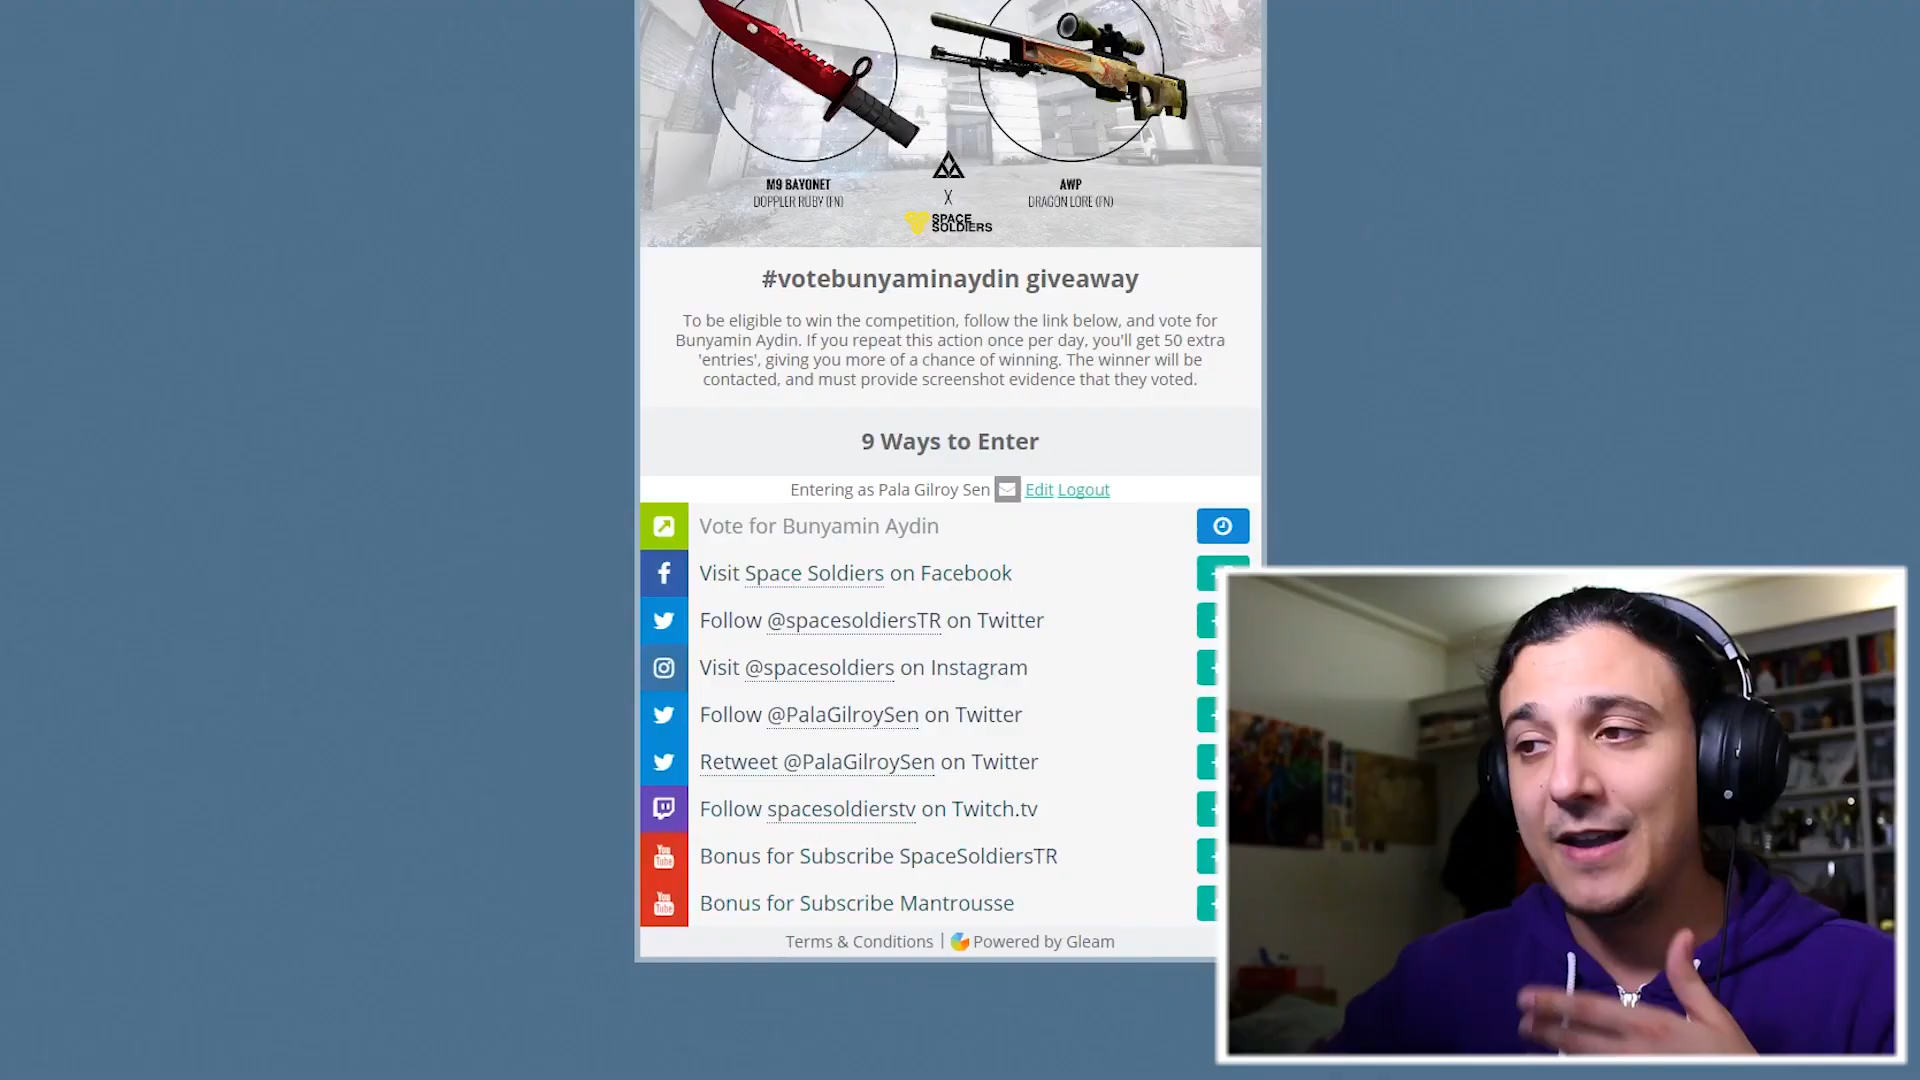 M9 BAYONET
DOPPLER RUBY (FN)
X
SPACE
SOLDIERS
AWP
DRAGON LORE (FN)
#votebunyaminaydin giveaway
To be eligible to win the competition, follow the link below, and vote for
Bunyamin Aydin. If you repeat this action once per day, you'll get 50 extra
'entries', giving you more of a chance of winning. The winner will be
contacted, and must provide screenshot evidence that they voted.
9 Ways to Enter
Entering as Pala Gilroy Sen Edit Logout
Vote for Bunyamin Aydin
Visit Space Soldiers on Facebook
Follow @spacesoldiersTR on Twitter
Visit @spacesoldiers on Instagram
Follow @PalaGilroySen on Twitter
Retweet @PalaGilroySen on Twitter
Follow spacesoldierstv on Twitch.tv
You Tube Bonus for Subscribe SpaceSoldiersTR
You Tube Bonus for Subscribe Mantrousse
Terms & Conditions | Powered by Gleam